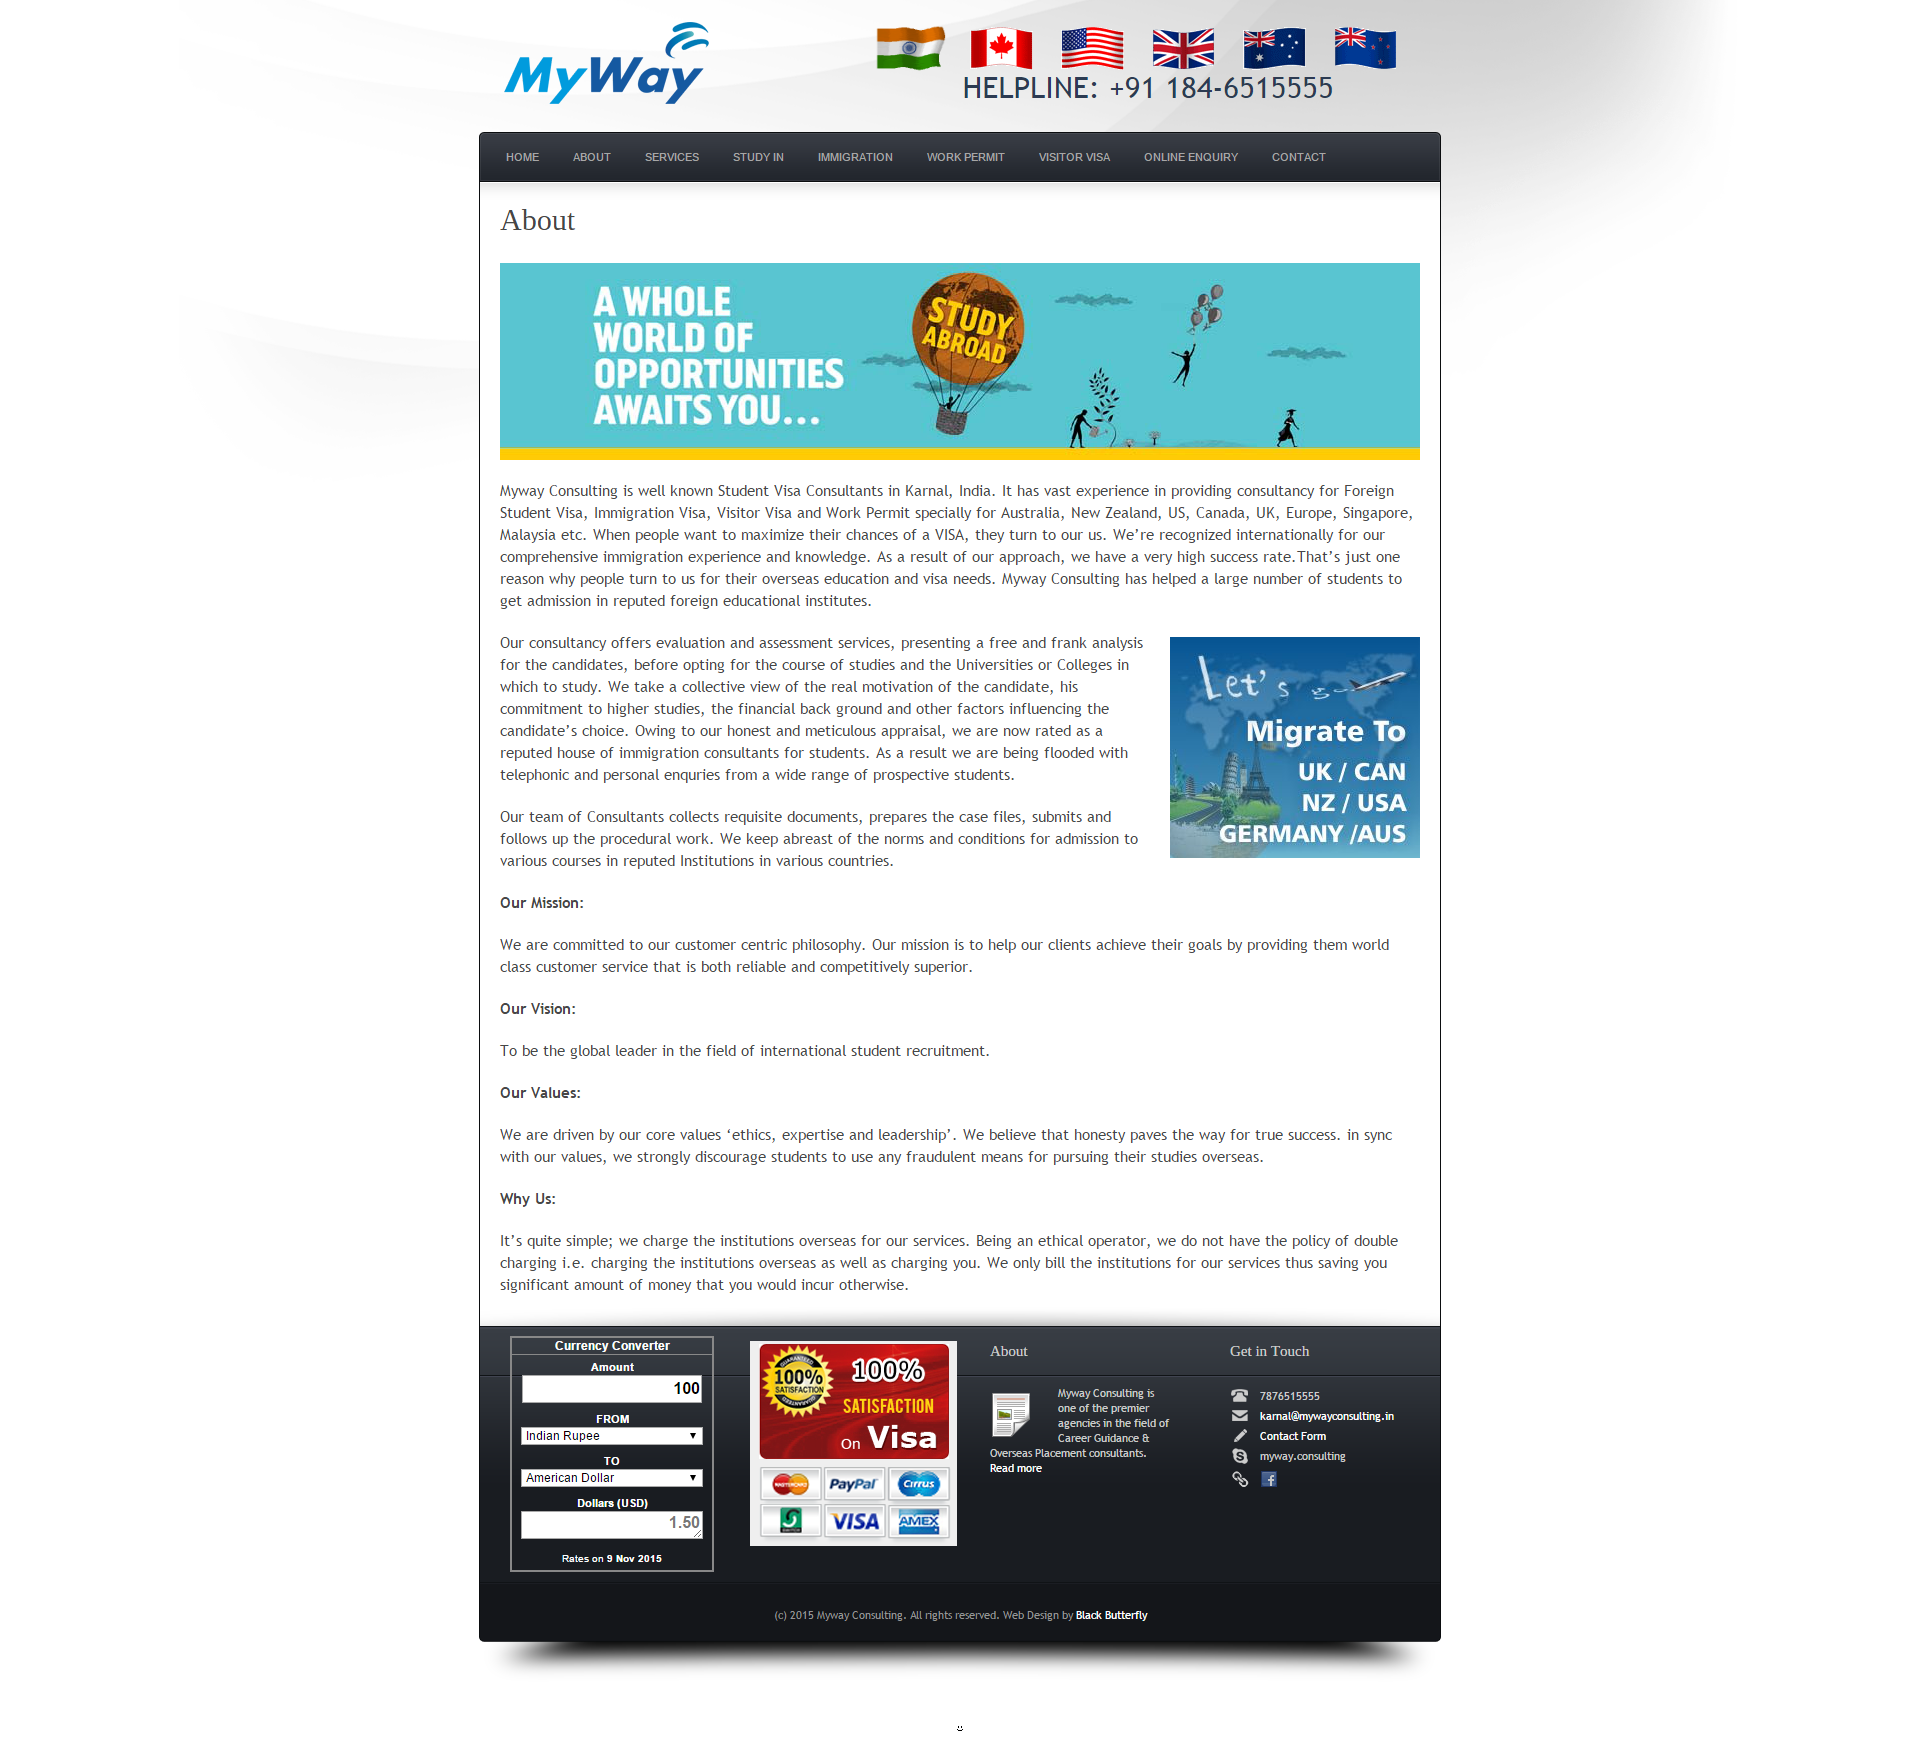 MyWay
HELPLINE: +91 184-6515555
HOME ABOUT SERVICES STUDY IN IMMIGRATION WORK PERMIT VISITOR VISA ONLINE ENQUIRY CONTACT
About
A WHOLE
WORLD OF
OPPORTUNITIES
AWAITS YOU...
STUDY
ABROAD
Myway Consulting is well known Student Visa Consultants in Karnal, India. It has vast experience in providing consultancy for Foreign
Student Visa, Immigration Visa, Visitor Visa and Work Permit specially for Australia, New Zealand, US, Canada, UK, Europe, Singapore,
Malaysia etc. When people want to maximize their chances of a VISA, they turn to our us. We’re recognized internationally for our
comprehensive immigration experience and knowledge. As a result of our approach, we have a very high success rate.That’s just one
reason why people turn to us for their overseas education and visa needs. Myway Consulting has helped a large number of students to
get admission in reputed foreign educational institutes.
Our consultancy offers evaluation and assessment services, presenting a free and frank analysis
for the candidates, before opting for the course of studies and the Universities or Colleges in
which to study. We take a collective view of the real motivation of the candidate, his
commitment to higher studies, the financial back ground and other factors influencing the
candidate’s choice. Owing to our honest and meticulous appraisal, we are now rated as a
reputed house of immigration consultants for students. As a result we are being flooded with
telephonic and personal enquries from a wide range of prospective students.
Let's go
Migrate To
UK / CAN
NZ / USA
GERMANY /AUS
Our team of Consultants collects requisite documents, prepares the case files, submits and
follows up the procedural work. We keep abreast of the norms and conditions for admission to
various courses in reputed Institutions in various countries.
Our Mission:
We are committed to our customer centric philosophy. Our mission is to help our clients achieve their goals by providing them world
class customer service that is both reliable and competitively superior.
Our Vision:
To be the global leader in the field of international student recruitment.
Our Values:
We are driven by our core values ‘ethics, expertise and leadership’. We believe that honesty paves the way for true success. in sync
with our values, we strongly discourage students to use any fraudulent means for pursuing their studies overseas.
Why Us:
It’s quite simple; we charge the institutions overseas for our services. Being an ethical operator, we do not have the policy of double
charging i.e. charging the institutions overseas as well as charging you. We only bill the institutions for our services thus saving you
significant amount of money that you would incur otherwise.
Currency Converter
Amount
100
FROM
Indian Rupee
TO
American Dollar
Dollars (USD)
1.50
Rates on 9 Nov 2015
GUARANTEED
100%
SATISFACTION
100%
SATISFACTION
On Visa
MASTERCARD PayPal Cirrus
SWITCH VISA AMEX
About
Myway Consulting is
one of the premier
agencies in the field of
Career Guidance &
Overseas Placement consultants.
Read more
Get in Touch
7876515555
karnal@mywayconsulting.in
Contact Form
myway.consulting
(c) 2015 Myway Consulting. All rights reserved. Web Design by Black Butterfly